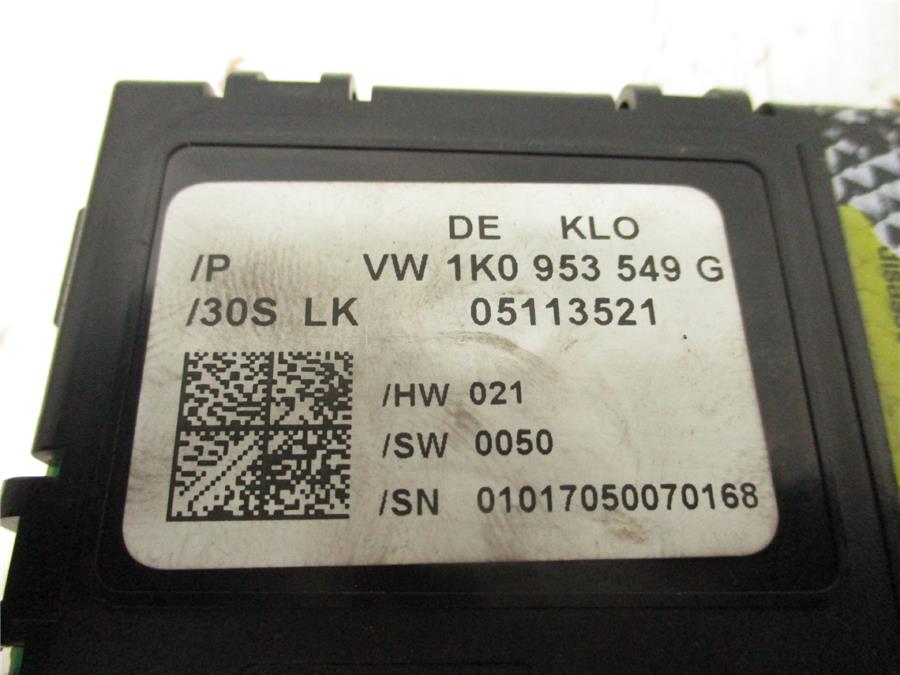 DE KLO
/P VW 1K0 953 549 G
/30S LK 05113521
/HW 021
/SW 0050
/SN 01017050070168